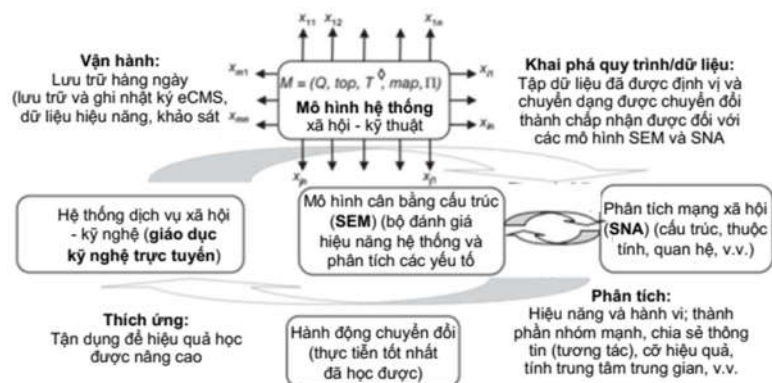 x11 x12 x1n
Vận hành:
Lưu trữ hàng ngày
(lưu trữ và ghi nhật ký eCMS,
dữ liệu hiệu năng, khảo sát
xm1
xmn
M = (Q, top, T, map, Π)
Mô hình hệ thống
xã hội - kỹ thuật
xi1
xin
xjn xj1
Khai phá quy trình/dữ liệu:
Tập dữ liệu đã được định vị và
chuyển dạng được chuyển đổi
thành chấp nhận được đối với
các mô hình SEM và SNA
Hệ thống dịch vụ xã hội
- kỹ nghệ (giáo dục
kỹ nghệ trực tuyến)
Mô hình cân bằng cấu trúc
(SEM) (bộ đánh giá
hiệu năng hệ thống và
phân tích các yếu tố
Phân tích mạng xã hội
(SNA) (cấu trúc, thuộc
tính, quan hệ, v.v.)
Thích ứng:
Tận dụng để hiệu quả học
được nâng cao
Hành động chuyển đổi
(thực tiễn tốt nhất
đã học được)
Phân tích:
Hiệu năng và hành vi; thành
phần nhóm mạnh, chia sẻ thông
tin (tương tác), cỡ hiệu quả,
tính trung tâm trung gian, v.v.